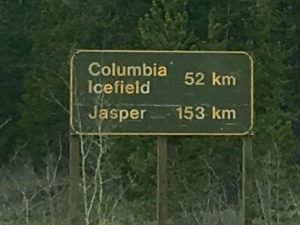 Columbia
Icefield 52 km
Jasper 153 km